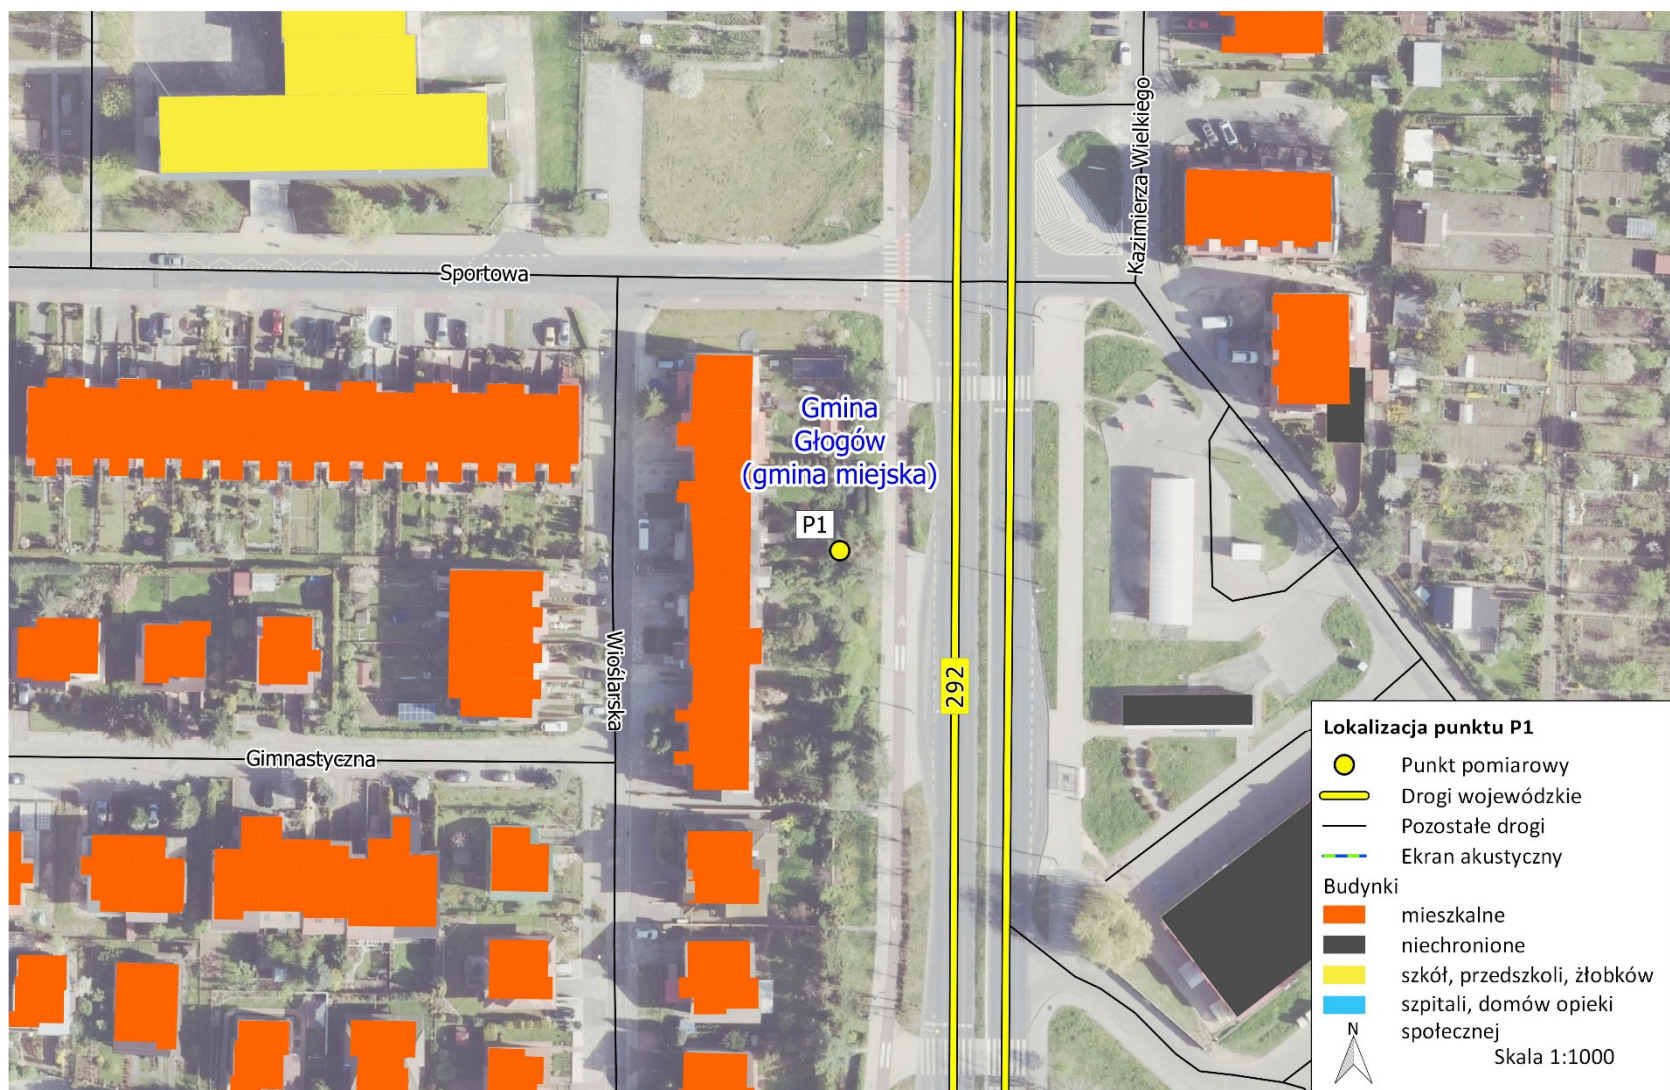 Kazimierza Wielkiego
Sportowa
Gmina
Głogów
(gmina miejska)
P1
Wioślarska
292
Gimnastyczna
Lokalizacja punktu P1
Punkt pomiarowy
Drogi wojewódzkie
Pozostałe drogi
Ekran akustyczny
Budynki
mieszkalne
niechronione
szkół, przedszkoli, żłobków
szpitali, domów opieki
społecznej
N
Skala 1:1000